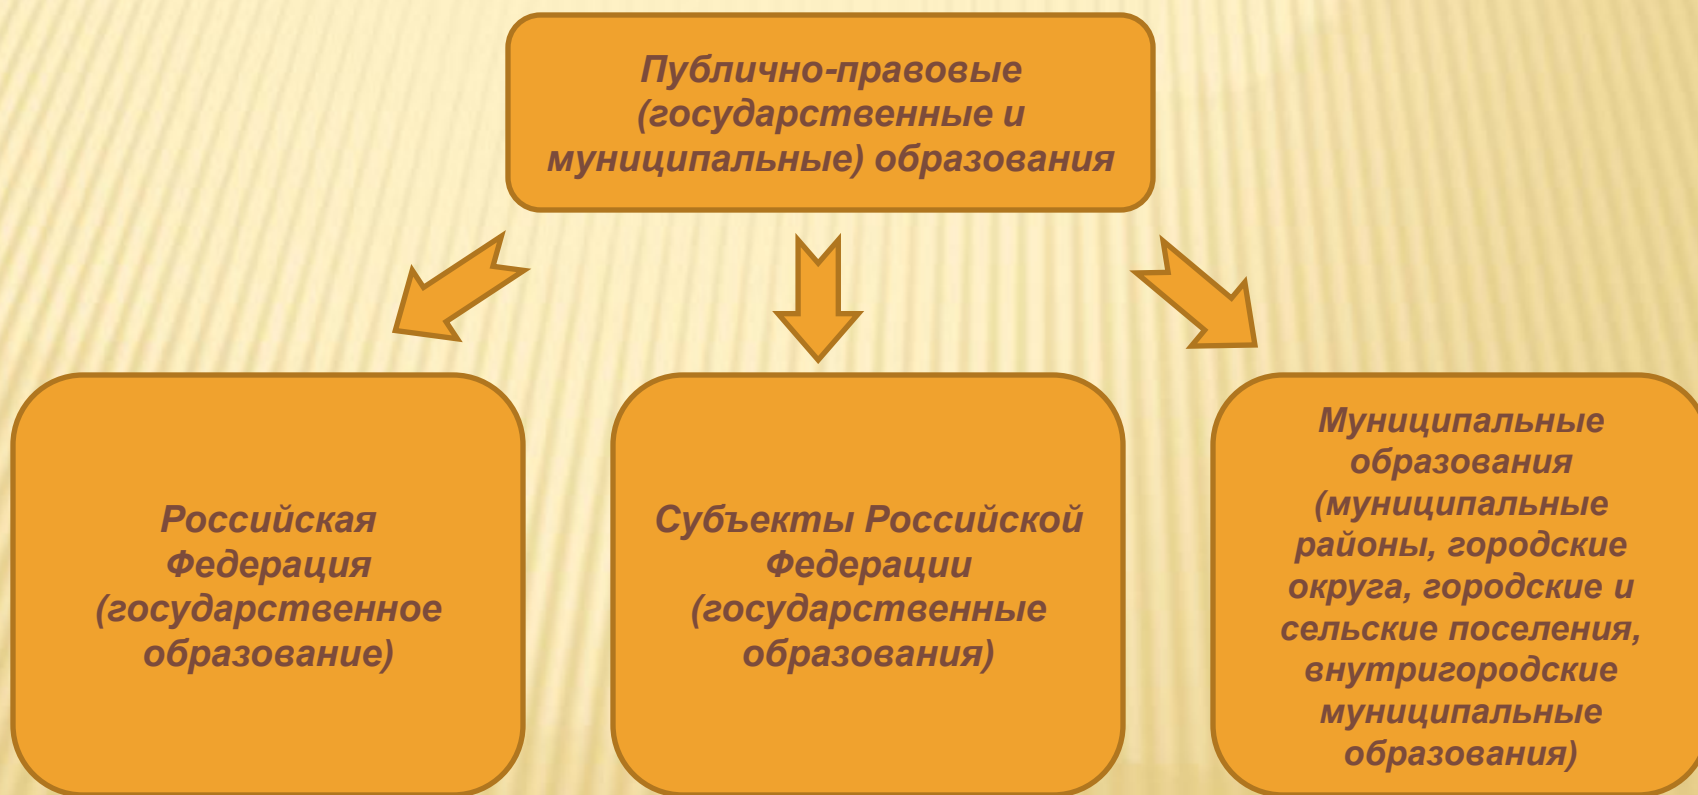 Публично-правовые
(государственные и
муниципальные) образования
Российская
Федерация
(государственное
образование)
Субъекты Российской
Федерации
(государственные
образования)
Муниципальные
образования
(муниципальные
районы, городские
округа, городские и
сельские поселения,
внутригородские
муниципальные
образования)